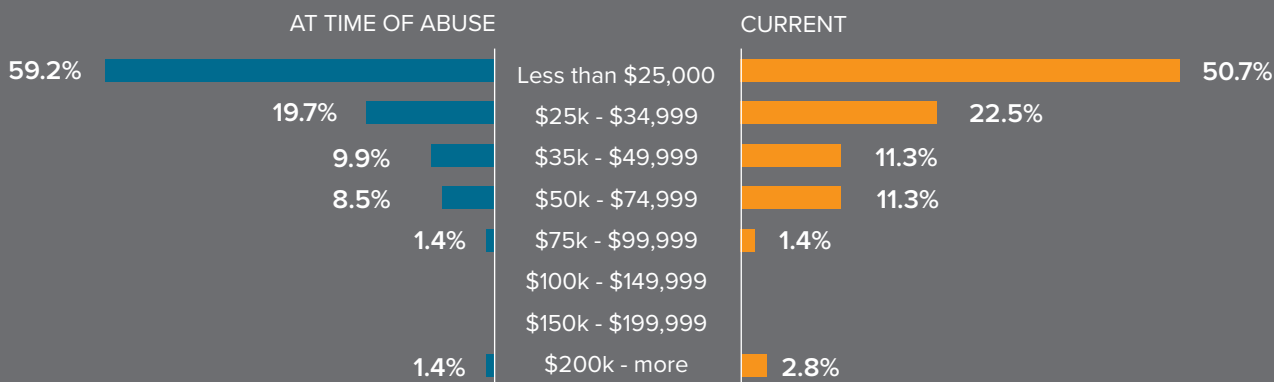 AT TIME OF ABUSE CURRENT
59.2% Less than $25,000 50.7%
19.7% $25k - $34,999 22.5%
9.9% $35k - $49,999 11.3%
8.5% $50k - $74,999 11.3%
1.4% $75k - $99,999 1.4%
$100k - $149,999
$150k - $199,999
1.4% $200k - more 2.8%